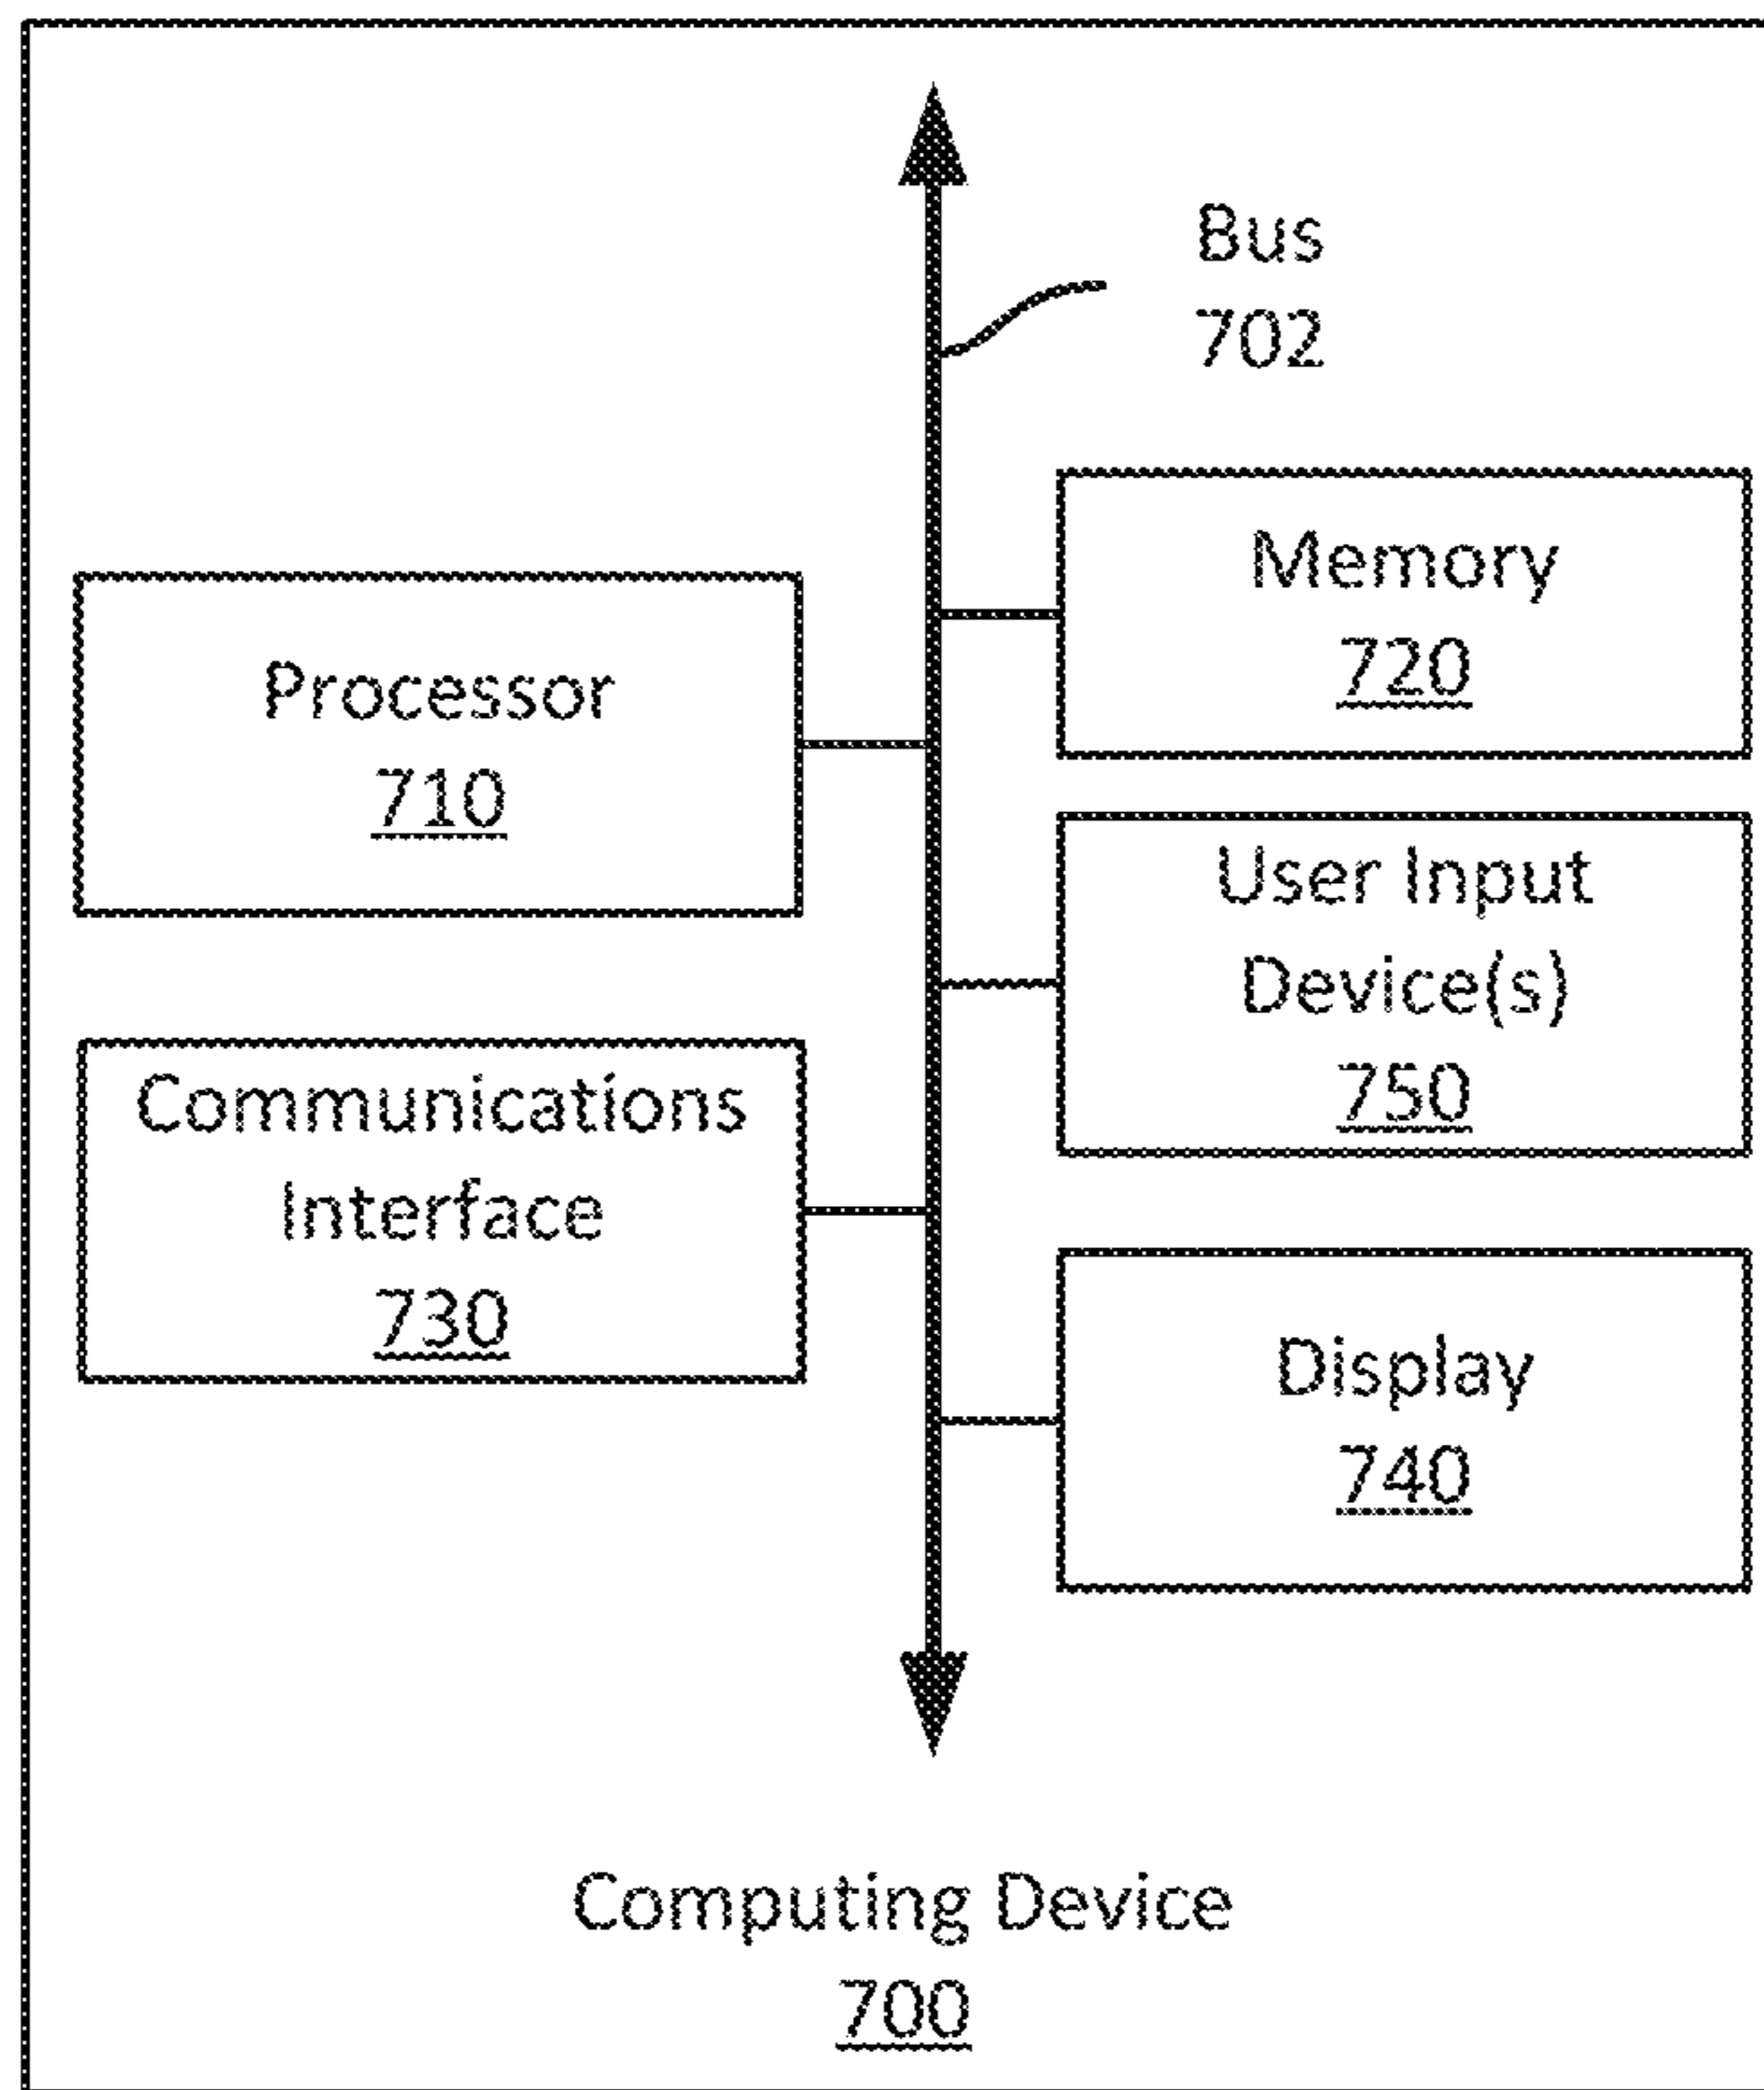 Bus
702
Memory
720
Processor
710
User Input
Device(s)
750
Communications
Interface
730
Display
740
Computing Device
700